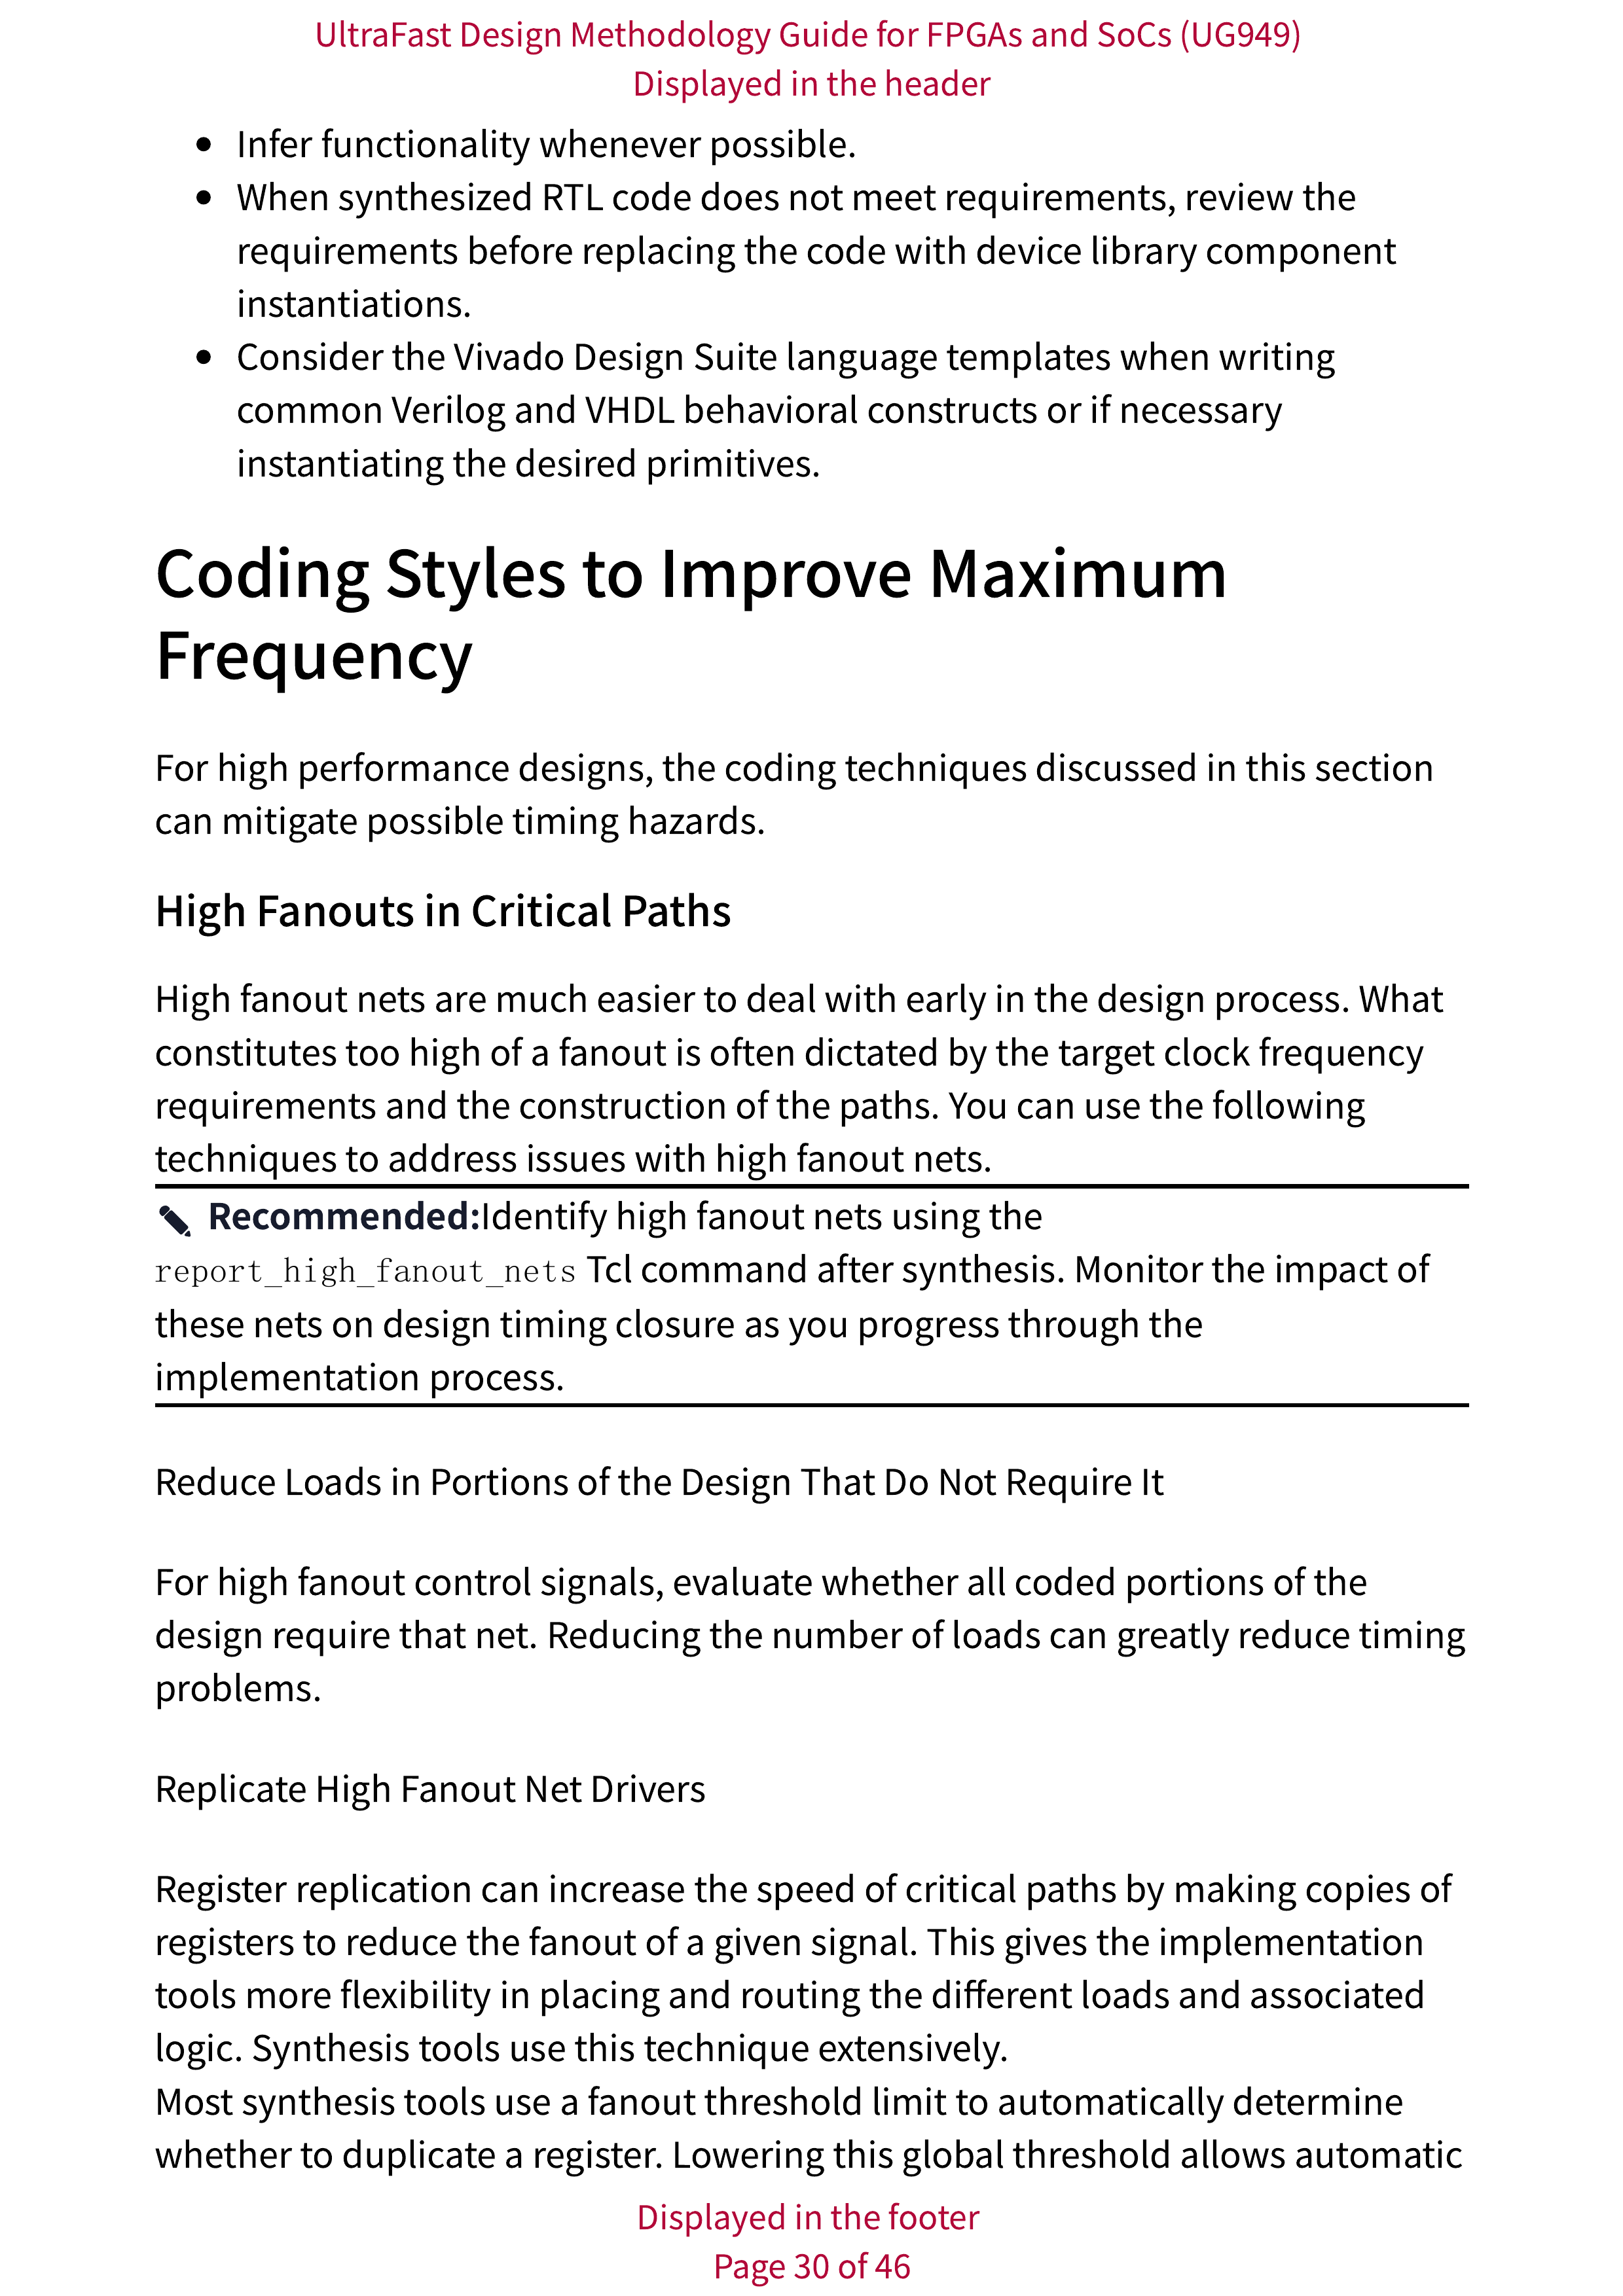 UltraFast Design Methodology Guide for FPGAs and SoCs (UG949)
Displayed in the header
• Infer functionality whenever possible.
• When synthesized RTL code does not meet requirements, review the
requirements before replacing the code with device library component
instantiations.
• Consider the Vivado Design Suite language templates when writing
common Verilog and VHDL behavioral constructs or if necessary
instantiating the desired primitives.
Coding Styles to Improve Maximum
Frequency
For high performance designs, the coding techniques discussed in this section
can mitigate possible timing hazards.
High Fanouts in Critical Paths
High fanout nets are much easier to deal with early in the design process. What
constitutes too high of a fanout is often dictated by the target clock frequency
requirements and the construction of the paths. You can use the following
techniques to address issues with high fanout nets.
Recommended:Identify high fanout nets using the
report_high_fanout_nets Tcl command after synthesis. Monitor the impact of
these nets on design timing closure as you progress through the
implementation process.
Reduce Loads in Portions of the Design That Do Not Require It
For high fanout control signals, evaluate whether all coded portions of the
design require that net. Reducing the number of loads can greatly reduce timing
problems.
Replicate High Fanout Net Drivers
Register replication can increase the speed of critical paths by making copies of
registers to reduce the fanout of a given signal. This gives the implementation
tools more flexibility in placing and routing the different loads and associated
logic. Synthesis tools use this technique extensively.
Most synthesis tools use a fanout threshold limit to automatically determine
whether to duplicate a register. Lowering this global threshold allows automatic
Displayed in the footer
Page 30 of 46